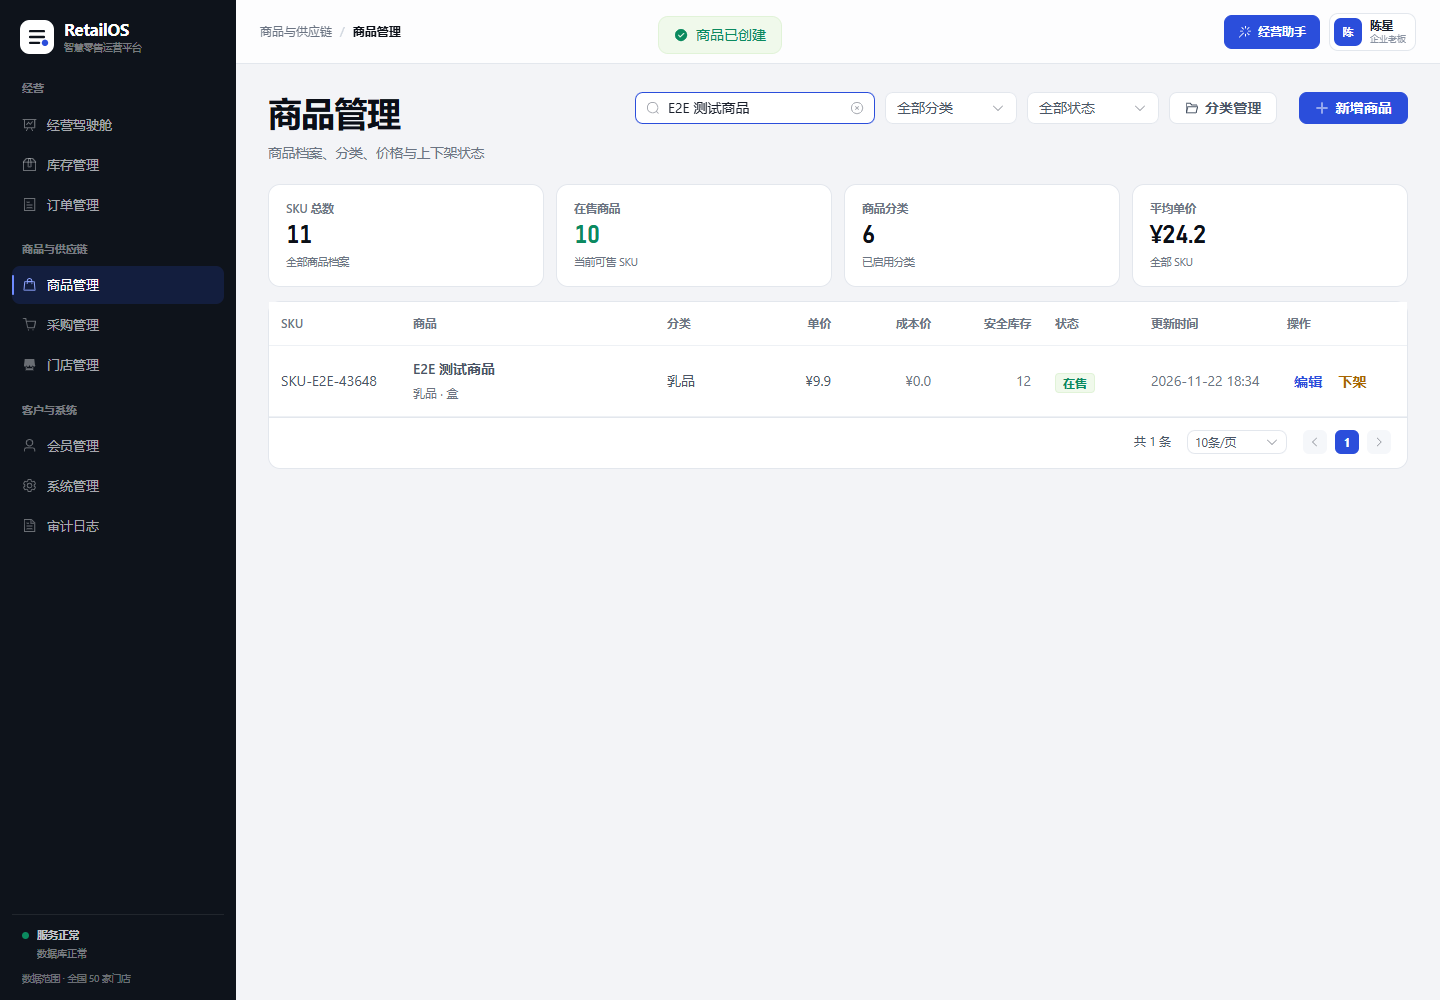 RetailOS
智慧零售运营平台
经营
经营驾驶舱
库存管理
订单管理
商品与供应链
商品管理
采购管理
门店管理
客户与系统
会员管理
系统管理
审计日志
服务正常
数据库正常
数据范围 · 全国 50 家门店
商品与供应链 / 商品管理
商品已创建
经营助手
陈
陈星
企业老板
商品管理
商品档案、分类、价格与上下架状态
E2E 测试商品
全部分类
全部状态
分类管理
新增商品
SKU 总数
11
全部商品档案
在售商品
10
当前可售 SKU
商品分类
6
已启用分类
平均单价
¥24.2
全部 SKU
SKU 商品 分类 单价 成本价 安全库存 状态 更新时间 操作
SKU-E2E-43648 E2E 测试商品 乳品 · 盒 乳品 ¥9.9 ¥0.0 12 在售 2026-11-22 18:34 编辑 下架
共 1 条 10条/页 1